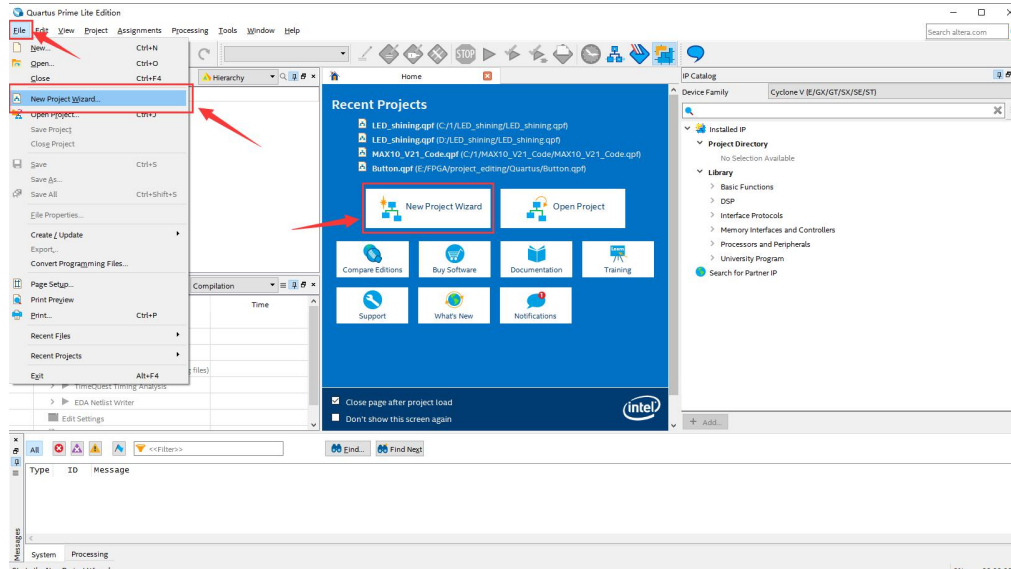 Quartus Prime Lite Edition
File Edit View Project Assignments Processing Tools Window Help
Search altera.com
New... Ctrl+N
Open... Ctrl+O
Close Ctrl+F4
New Project Wizard...
Open Project... Ctrl+J
Save Project
Close Project
Save Ctrl+S
Save As...
Save All Ctrl+Shift+S
File Properties...
Create / Update
Export...
Convert Programming Files...
Page Setup...
Print Preview
Print... Ctrl+P
Recent Files
Recent Projects
Exit Alt+F4
STOP
Hierarchy
Compilation
Time
files)
TimeQuest Timing Analysis
EDA Netlist Writer
Edit Settings
Home
Recent Projects
LED_shining.qpf (C:/1/LED_shining/LED_shining.qpf)
LED_shining.qpf (D:/LED_shining/LED_shining.qpf)
MAX10_V21_Code.qpf (C:/1/MAX10_V21_Code/MAX10_V21_Code.qpf)
Button.qpf (E:/FPGA/project_editing/Quartus/Button.qpf)
New Project Wizard
Open Project
Compare Editions
Buy Software
Documentation
Training
Support
What's New
Notifications
Close page after project load
Don't show this screen again
intel
IP Catalog
Device Family Cyclone V (E/GX/GT/SX/SE/ST)
Installed IP
Project Directory
No Selection Available
Library
Basic Functions
DSP
Interface Protocols
Memory Interfaces and Controllers
Processors and Peripherals
University Program
Search for Partner IP
+ Add...
All
<<Filter>>
Find...
Find Next
Type ID Message
Messages
System Processing